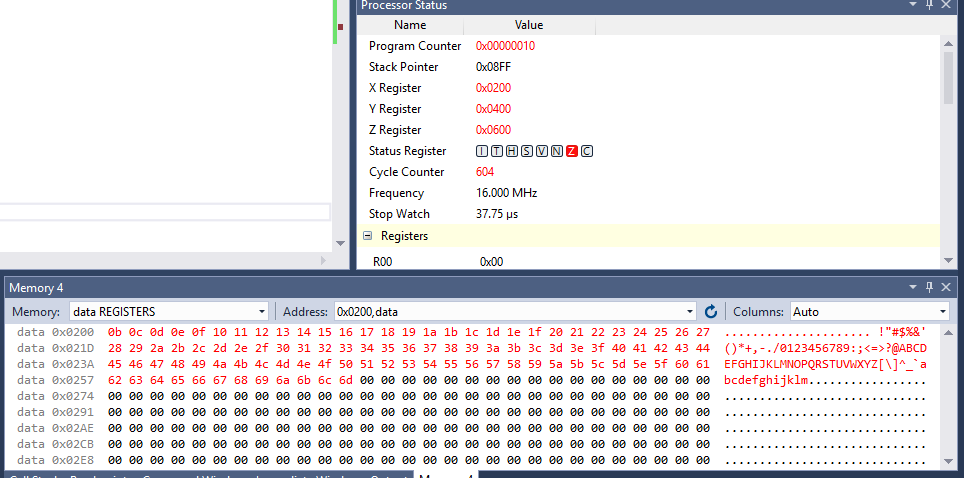 Processor Status
Name Value
Program Counter 0x00000010
Stack Pointer 0x08FF
X Register 0x0200
Y Register 0x0400
Z Register 0x0600
Status Register I T H S V N Z C
Cycle Counter 604
Frequency 16.000 MHz
Stop Watch 37.75 µs
Registers
R00 0x00
Memory 4
Memory: data REGISTERS Address: 0x0200,data Columns: Auto
data 0x0200 0b 0c 0d 0e 0f 10 11 12 13 14 15 16 17 18 19 1a 1b 1c 1d 1e 1f 20 21 22 23 24 25 26 27 ..................... !"#$%&'
data 0x021D 28 29 2a 2b 2c 2d 2e 2f 30 31 32 33 34 35 36 37 38 39 3a 3b 3c 3d 3e 3f 40 41 42 43 44 ()*+,-./0123456789:;<=>?@ABCD
data 0x023A 45 46 47 48 49 4a 4b 4c 4d 4e 4f 50 51 52 53 54 55 56 57 58 59 5a 5b 5c 5d 5e 5f 60 61 EFGHIJKLMNOPQRSTUVWXYZ[\]^_`a
data 0x0257 62 63 64 65 66 67 68 69 6a 6b 6c 6d 00 00 00 00 00 00 00 00 00 00 00 00 00 00 00 00 00 bcdefghijklm.................
data 0x0274 00 00 00 00 00 00 00 00 00 00 00 00 00 00 00 00 00 00 00 00 00 00 00 00 00 00 00 00 00 .............................
data 0x0291 00 00 00 00 00 00 00 00 00 00 00 00 00 00 00 00 00 00 00 00 00 00 00 00 00 00 00 00 00 .............................
data 0x02AE 00 00 00 00 00 00 00 00 00 00 00 00 00 00 00 00 00 00 00 00 00 00 00 00 00 00 00 00 00 .............................
data 0x02CB 00 00 00 00 00 00 00 00 00 00 00 00 00 00 00 00 00 00 00 00 00 00 00 00 00 00 00 00 00 .............................
data 0x02E8 00 00 00 00 00 00 00 00 00 00 00 00 00 00 00 00 00 00 00 00 00 00 00 00 00 00 00 00 00 .............................